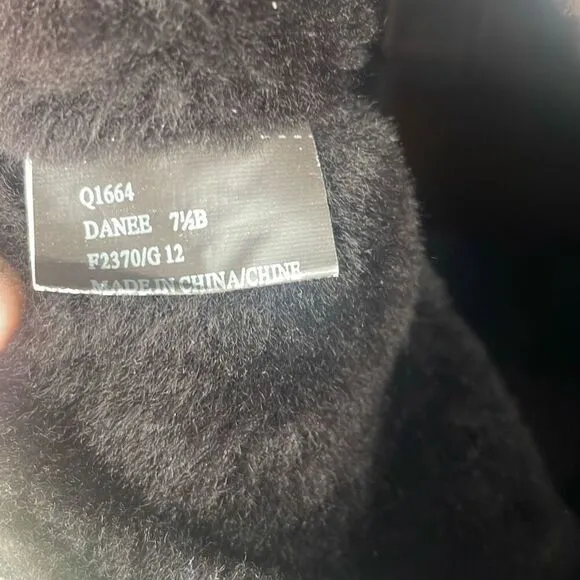 Q1664
DANEE 7½B
F2370/G 12
MADE IN CHINA/CHINE